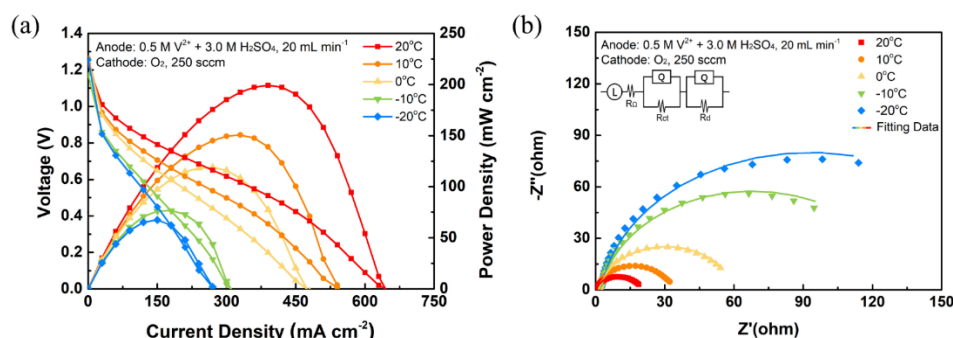 (a)
Anode: 0.5 M V²⁺ + 3.0 M H₂SO₄, 20 mL min⁻¹
Cathode: O₂, 250 sccm
20°C
10°C
0°C
-10°C
-20°C
1.4
1.2
1.0
0.8
0.6
0.4
0.2
0.0
Voltage (V)
250
200
150
100
50
0
Power Density (mW cm⁻²)
0
150
300
450
600
750
Current Density (mA cm⁻²)
(b)
Anode: 0.5 M V²⁺ + 3.0 M H₂SO₄, 20 mL min⁻¹
Cathode: O₂, 250 sccm
20°C
10°C
0°C
-10°C
-20°C
Fitting Data
L
RΩ
Q
Rct
Q
Rd
150
120
90
60
30
0
-Z''(ohm)
0
30
60
90
120
150
Z'(ohm)